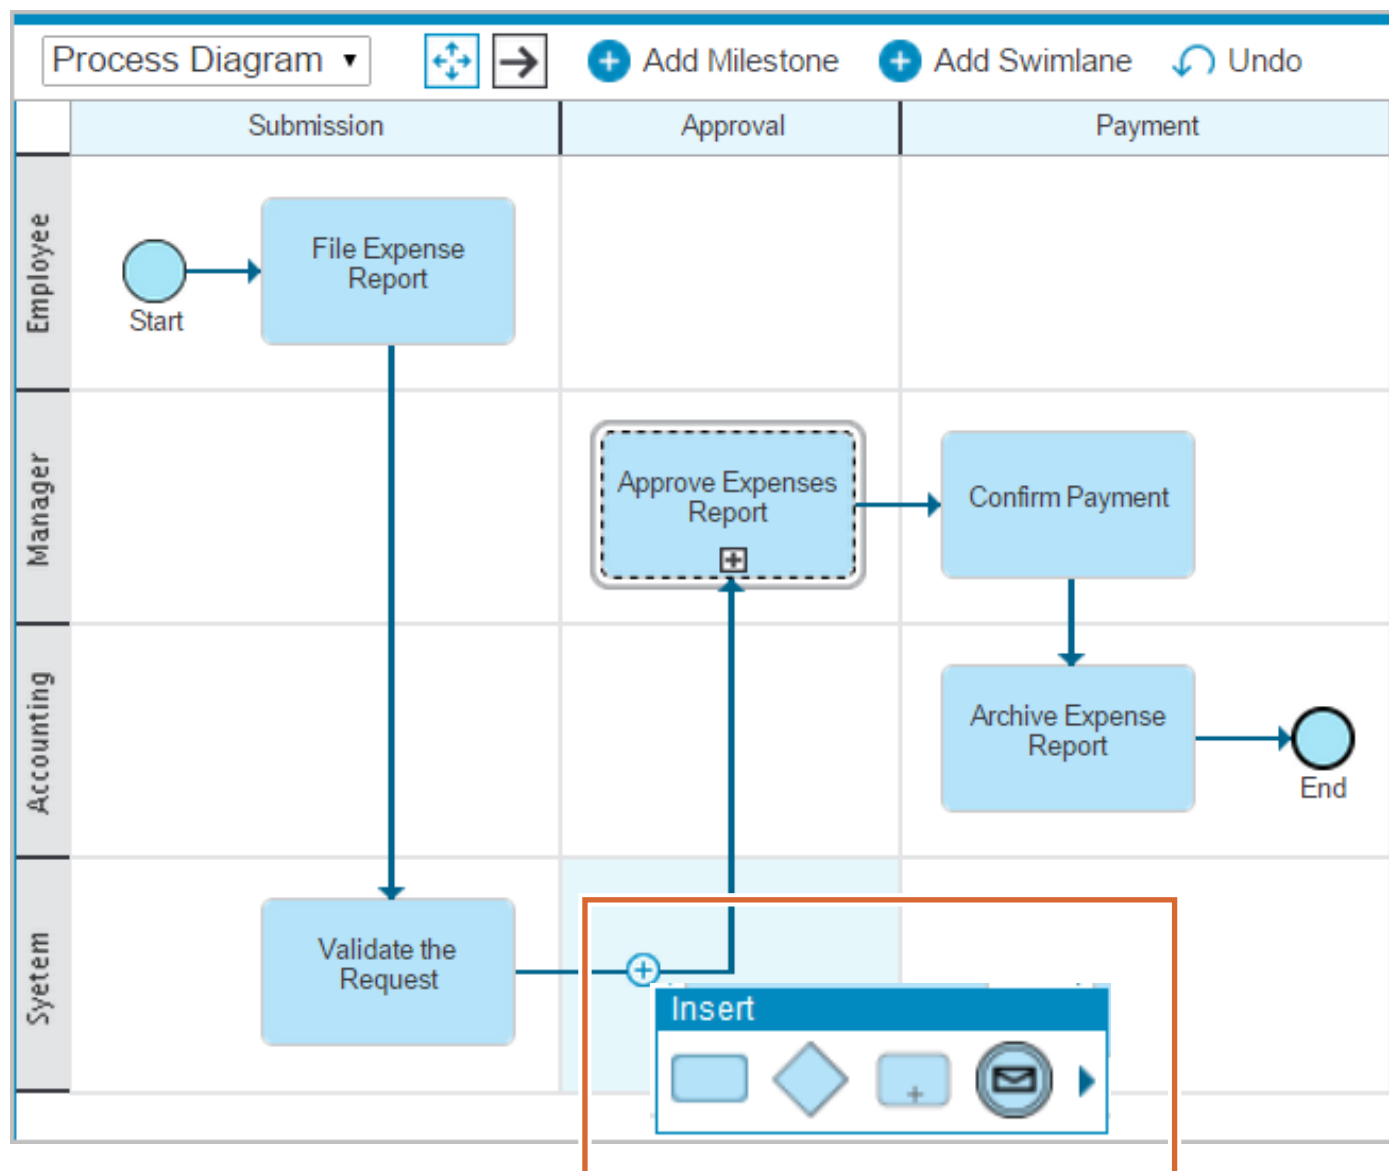 Process Diagram
Add Milestone
Add Swimlane
Undo
Submission
Approval
Payment
Employee
Start
File Expense
Report
Manager
Approve Expenses
Report
Confirm Payment
Accounting
Archive Expense
Report
End
Syetem
Validate the
Request
Insert